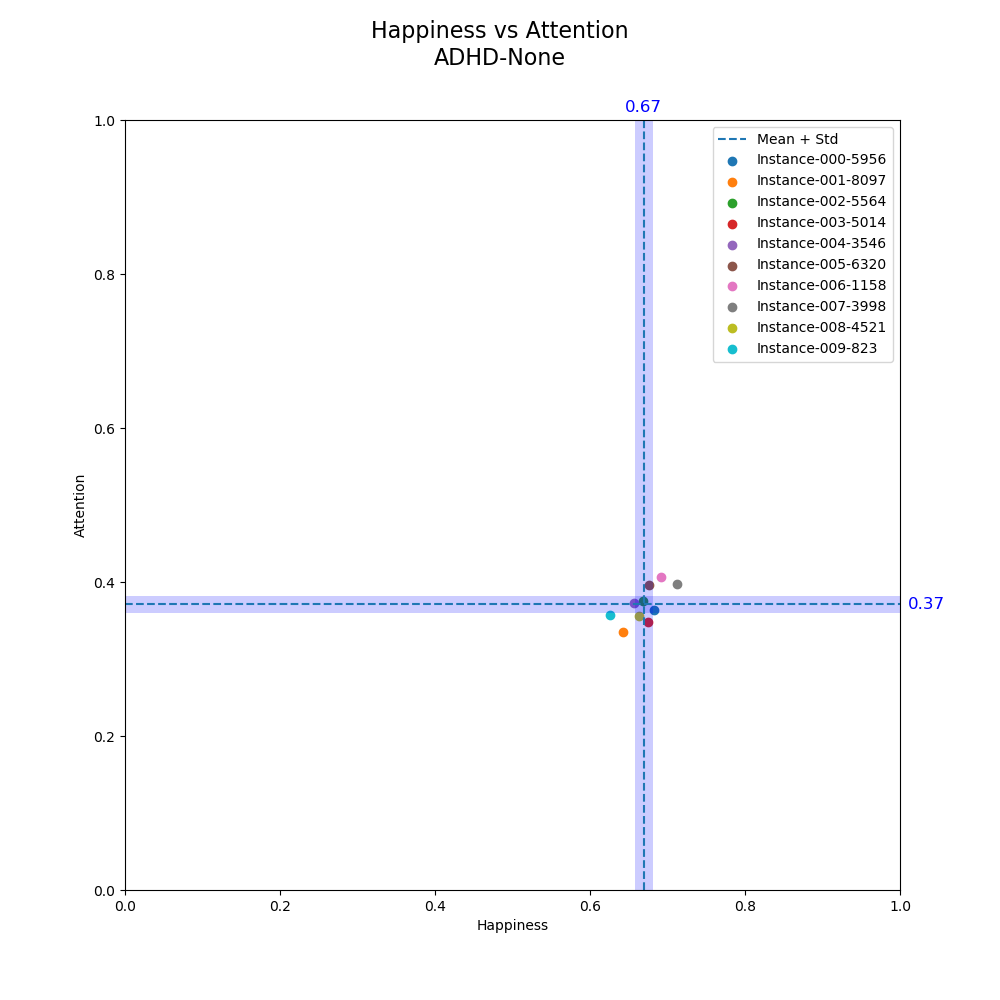 Happiness vs Attention
ADHD-None
0.67
1.0
0.8
0.6
0.4
0.2
0.0
Attention
0.37
Mean + Std
Instance-000-5956
Instance-001-8097
Instance-002-5564
Instance-003-5014
Instance-004-3546
Instance-005-6320
Instance-006-1158
Instance-007-3998
Instance-008-4521
Instance-009-823
0.0 0.2 0.4 0.6 0.8 1.0
Happiness